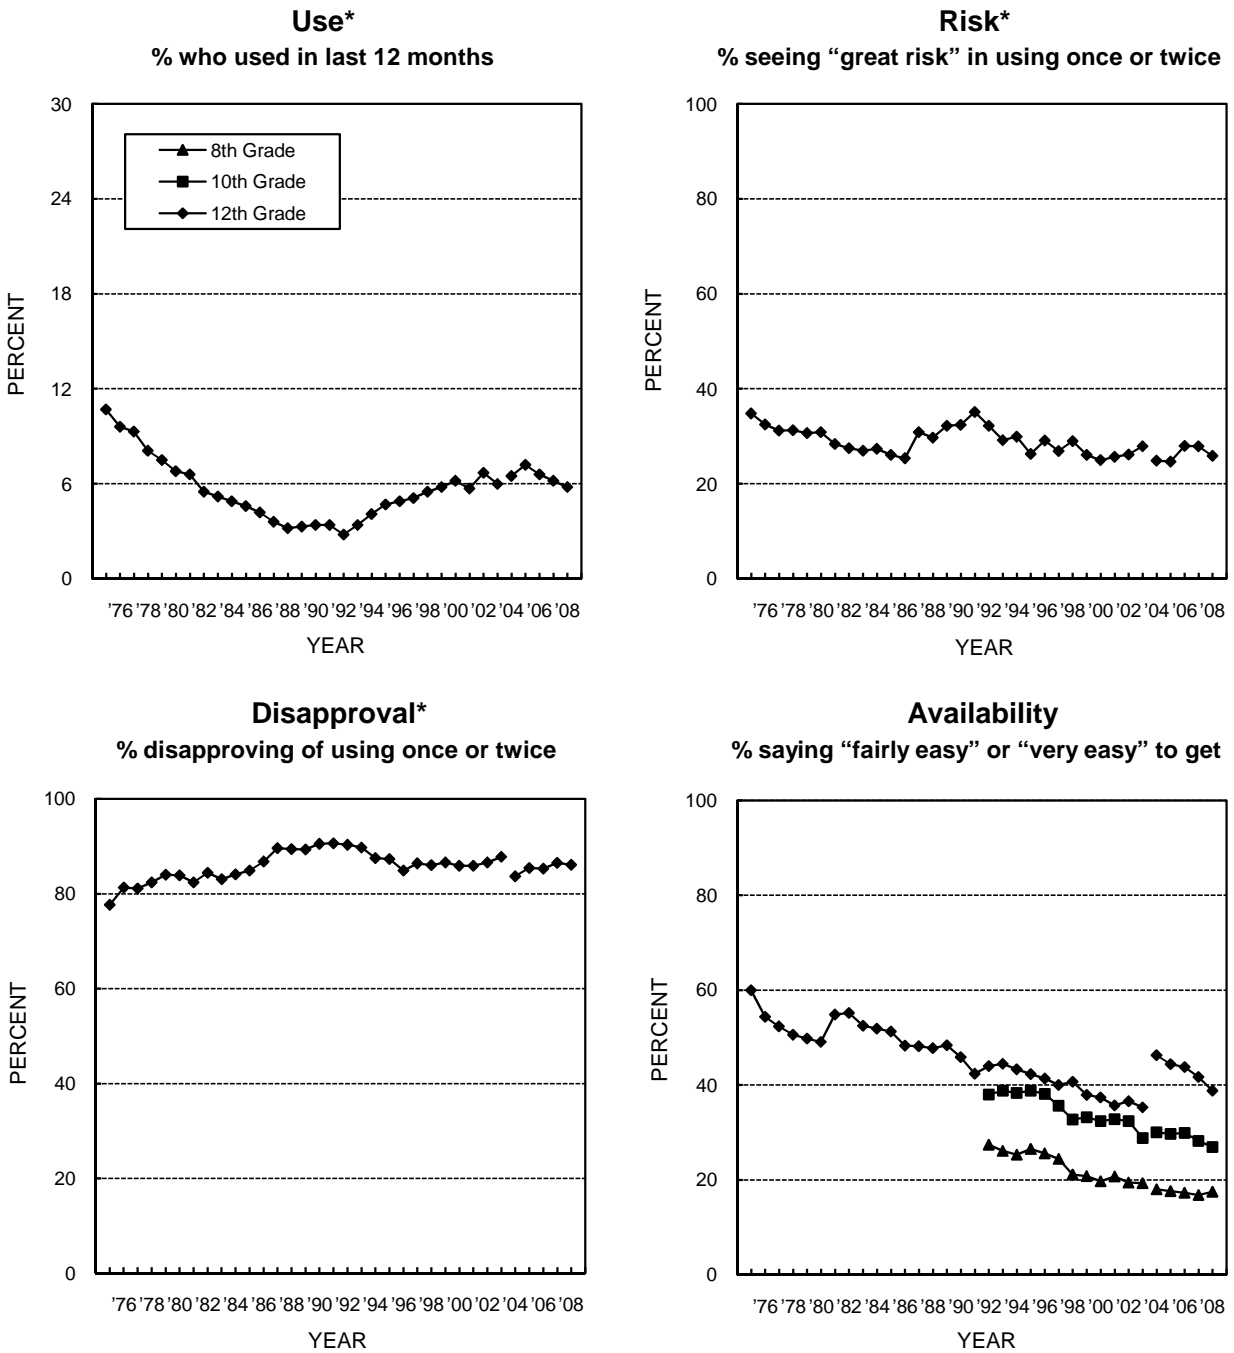 Use*
% who used in last 12 months
30
24
18
12
6
0
PERCENT
8th Grade
10th Grade
12th Grade
’76 ’78 ’80 ’82 ’84 ’86 ’88 ’90 ’92 ’94 ’96 ’98 ’00 ’02 ’04 ’06 ’08
YEAR
Risk*
% seeing “great risk” in using once or twice
100
80
60
40
20
0
PERCENT
’76 ’78 ’80 ’82 ’84 ’86 ’88 ’90 ’92 ’94 ’96 ’98 ’00 ’02 ’04 ’06 ’08
YEAR
Disapproval*
% disapproving of using once or twice
100
80
60
40
20
0
PERCENT
’76 ’78 ’80 ’82 ’84 ’86 ’88 ’90 ’92 ’94 ’96 ’98 ’00 ’02 ’04 ’06 ’08
YEAR
Availability
% saying “fairly easy” or “very easy” to get
100
80
60
40
20
0
PERCENT
’76 ’78 ’80 ’82 ’84 ’86 ’88 ’90 ’92 ’94 ’96 ’98 ’00 ’02 ’04 ’06 ’08
YEAR